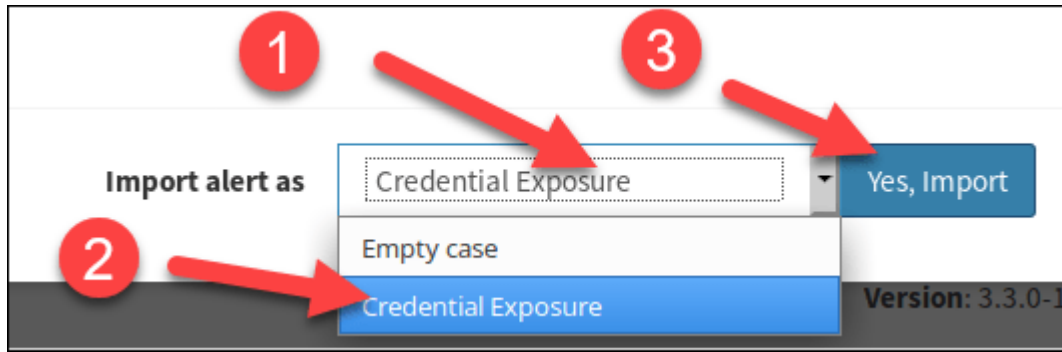 1
3
Import alert as Credential Exposure Yes, Import
Empty case
2
Credential Exposure
Version: 3.3.0-1